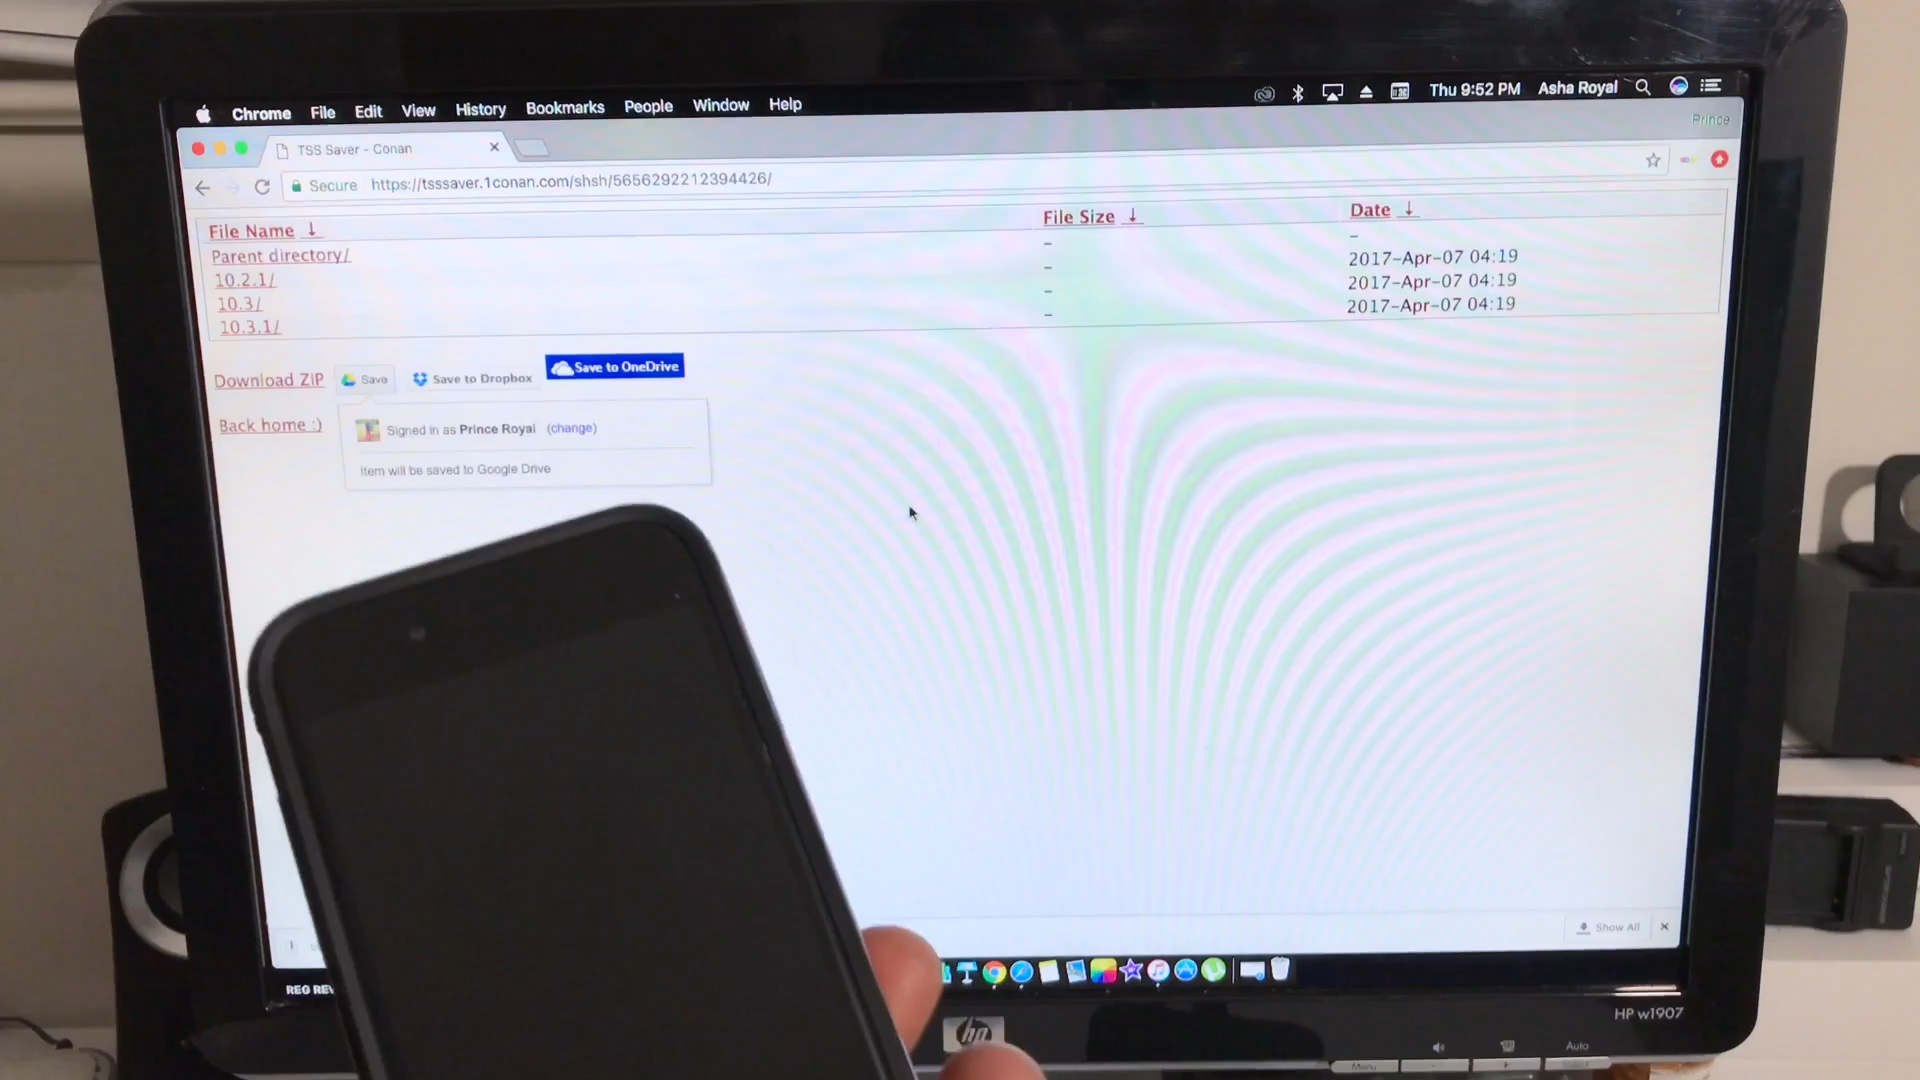 Chrome File Edit View History Bookmarks People Window Help Thu 9:52 PM Asha Royal
Prince
TSS Saver - Conan
Secure https://tsssaver.1conan.com/shsh/5656292212394426/
File Name ↓ File Size ↓ Date ↓
Parent directory/ - -
10.2.1/ - 2017-Apr-07 04:19
10.3/ - 2017-Apr-07 04:19
10.3.1/ - 2017-Apr-07 04:19
Download ZIP Save Save to Dropbox Save to OneDrive
Back home :)
Signed in as Prince Royal (change)
Item will be saved to Google Drive
Show All
REG
HP w1907
hp
Auto
Menu